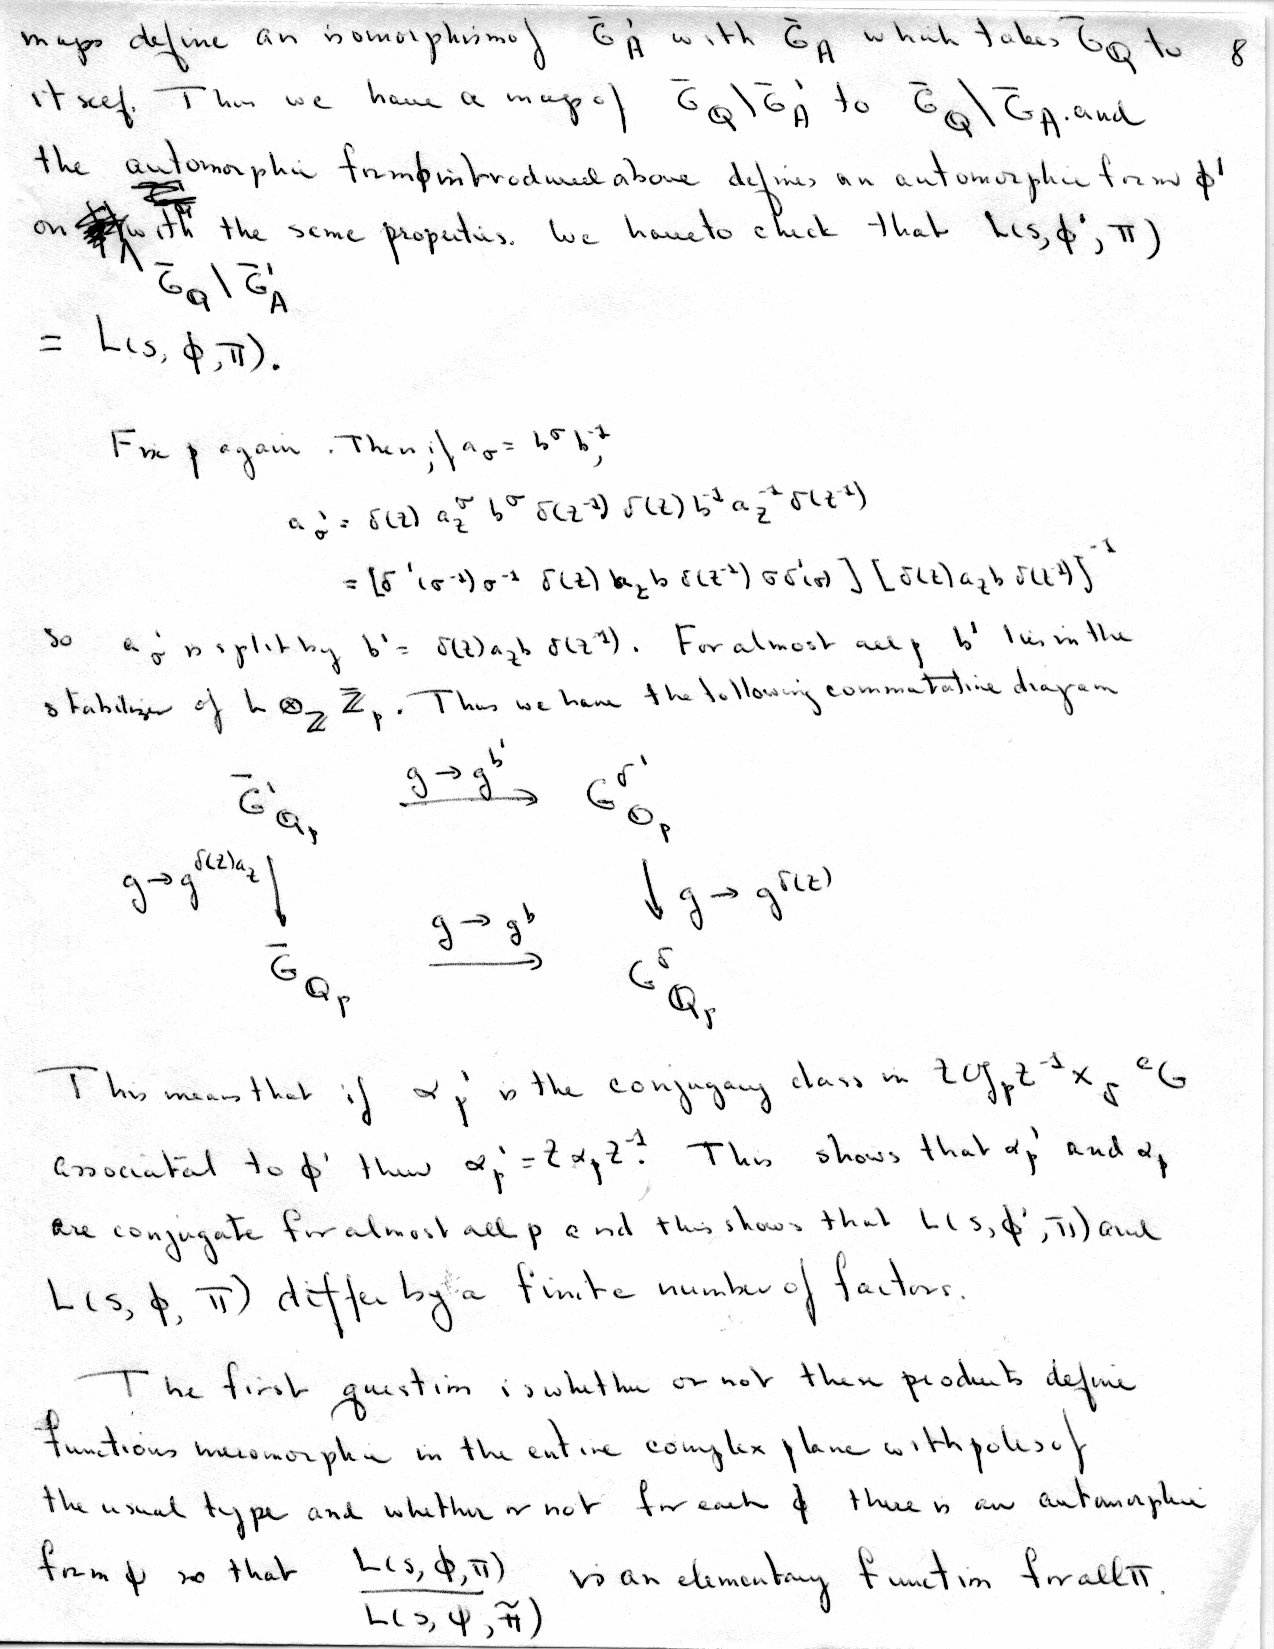 maps define an isomorphism of Ḡ'_A with Ḡ_A which takes Ḡ_Q to 8
itself. Thus we have a map of Ḡ_Q\Ḡ'_A to Ḡ_Q\Ḡ_A. and
the automorphic form ϕ introduced above defines an automorphic form ϕ'
on with the same properties. We have to check that L(s, ϕ', π)
Ḡ_Q\Ḡ'_A
= L(s, ϕ, π).
Fix p again. Then, if a_σ = b^σ b^{-1},
a'_σ = δ(z) a_z^σ b^σ δ(z^{-1}) δ(z) b^{-1} a_z^{-1} δ(z^{-1})
= [δ'(σ^{-1}) σ^{-1} δ(z) a_z b δ(z^{-1}) σ δ'(σ)] [δ(z) a_z b δ(z^{-1})]^{-1}
So a'_σ is split by b' = δ(z) a_z b δ(z^{-1}). For almost all p b' lies in the
stabilizer of L ⊗_Z Z̄_p. Thus we have the following commutative diagram
Ḡ'_{Q_p} g → g^{b'} G^{δ'}_{Q_p}
g → g^{δ(z)a_z} ↓ ↓ g → g^{δ(z)}
g → g^b
Ḡ_{Q_p} G^δ_{Q_p}
This means that if α'_p is the conjugacy class in z 𝔊_p z^{-1} ×_δ ^cG
associated to ϕ' then α'_p = z α_p z^{-1}. This shows that α'_p and α_p
are conjugate for almost all p and this shows that L(s, ϕ', π) and
L(s, ϕ, π) differ by a finite number of factors.
The first question is whether or not these products define
functions meromorphic in the entire complex plane with poles of
the usual type and whether or not for each ϕ there is an automorphic
form ψ so that L(s, ϕ, π) / L(s, ψ, π̃) is an elementary function for all π.